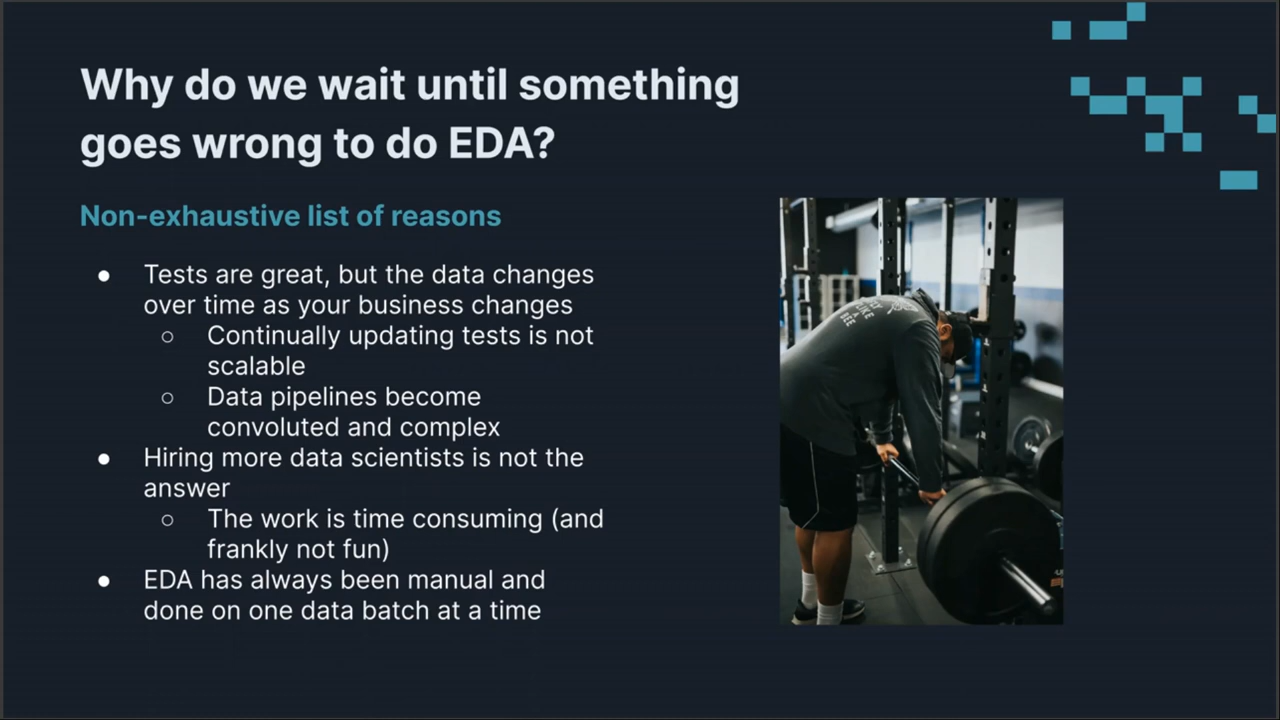 Why do we wait until something
goes wrong to do EDA?
Non-exhaustive list of reasons
● Tests are great, but the data changes
over time as your business changes
○ Continually updating tests is not
scalable
○ Data pipelines become
convoluted and complex
● Hiring more data scientists is not the
answer
○ The work is time consuming (and
frankly not fun)
● EDA has always been manual and
done on one data batch at a time